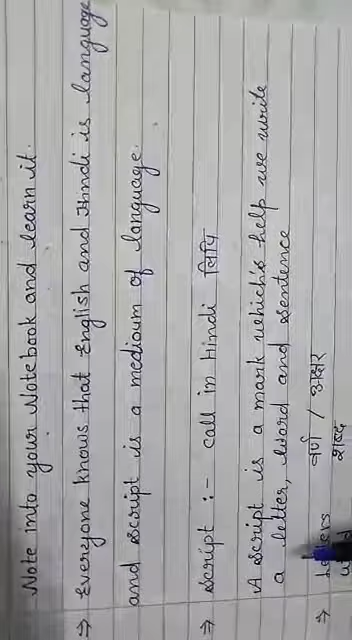 Note into your Notebook and learn it.
⇒ Everyone knows that English and Hindi is language
and script is a medioum of language.
⇒ script :- call in hindi लिपि
A script is a mark which's help we write
a letter, word and sentence
⇒ वर्ण / अक्षर
शब्द